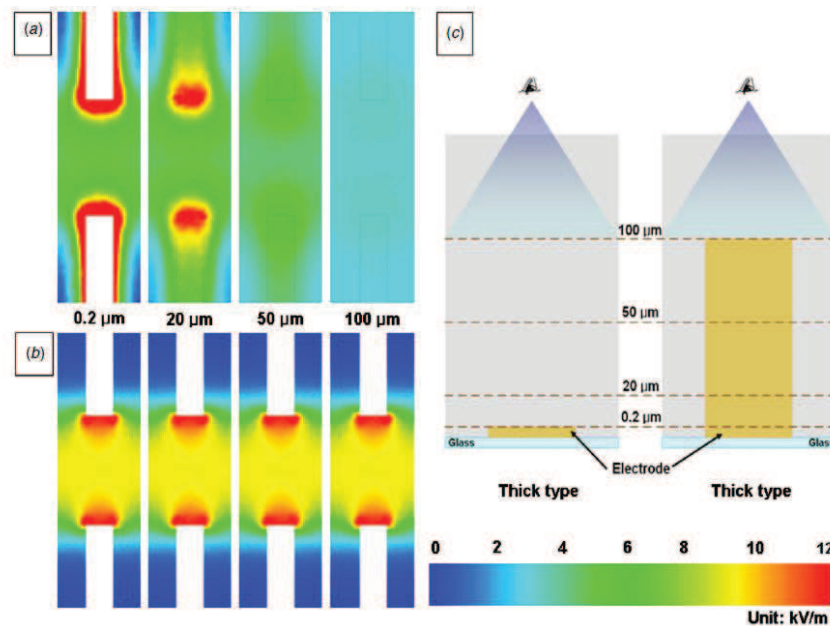 (a)
(c)
100 µm
50 µm
20 µm
0.2 µm
Glass
Glass
Electrode
Thick type
Thick type
0.2 µm 20 µm 50 µm 100 µm
(b)
0 2 4 6 8 10 12
Unit: kV/m